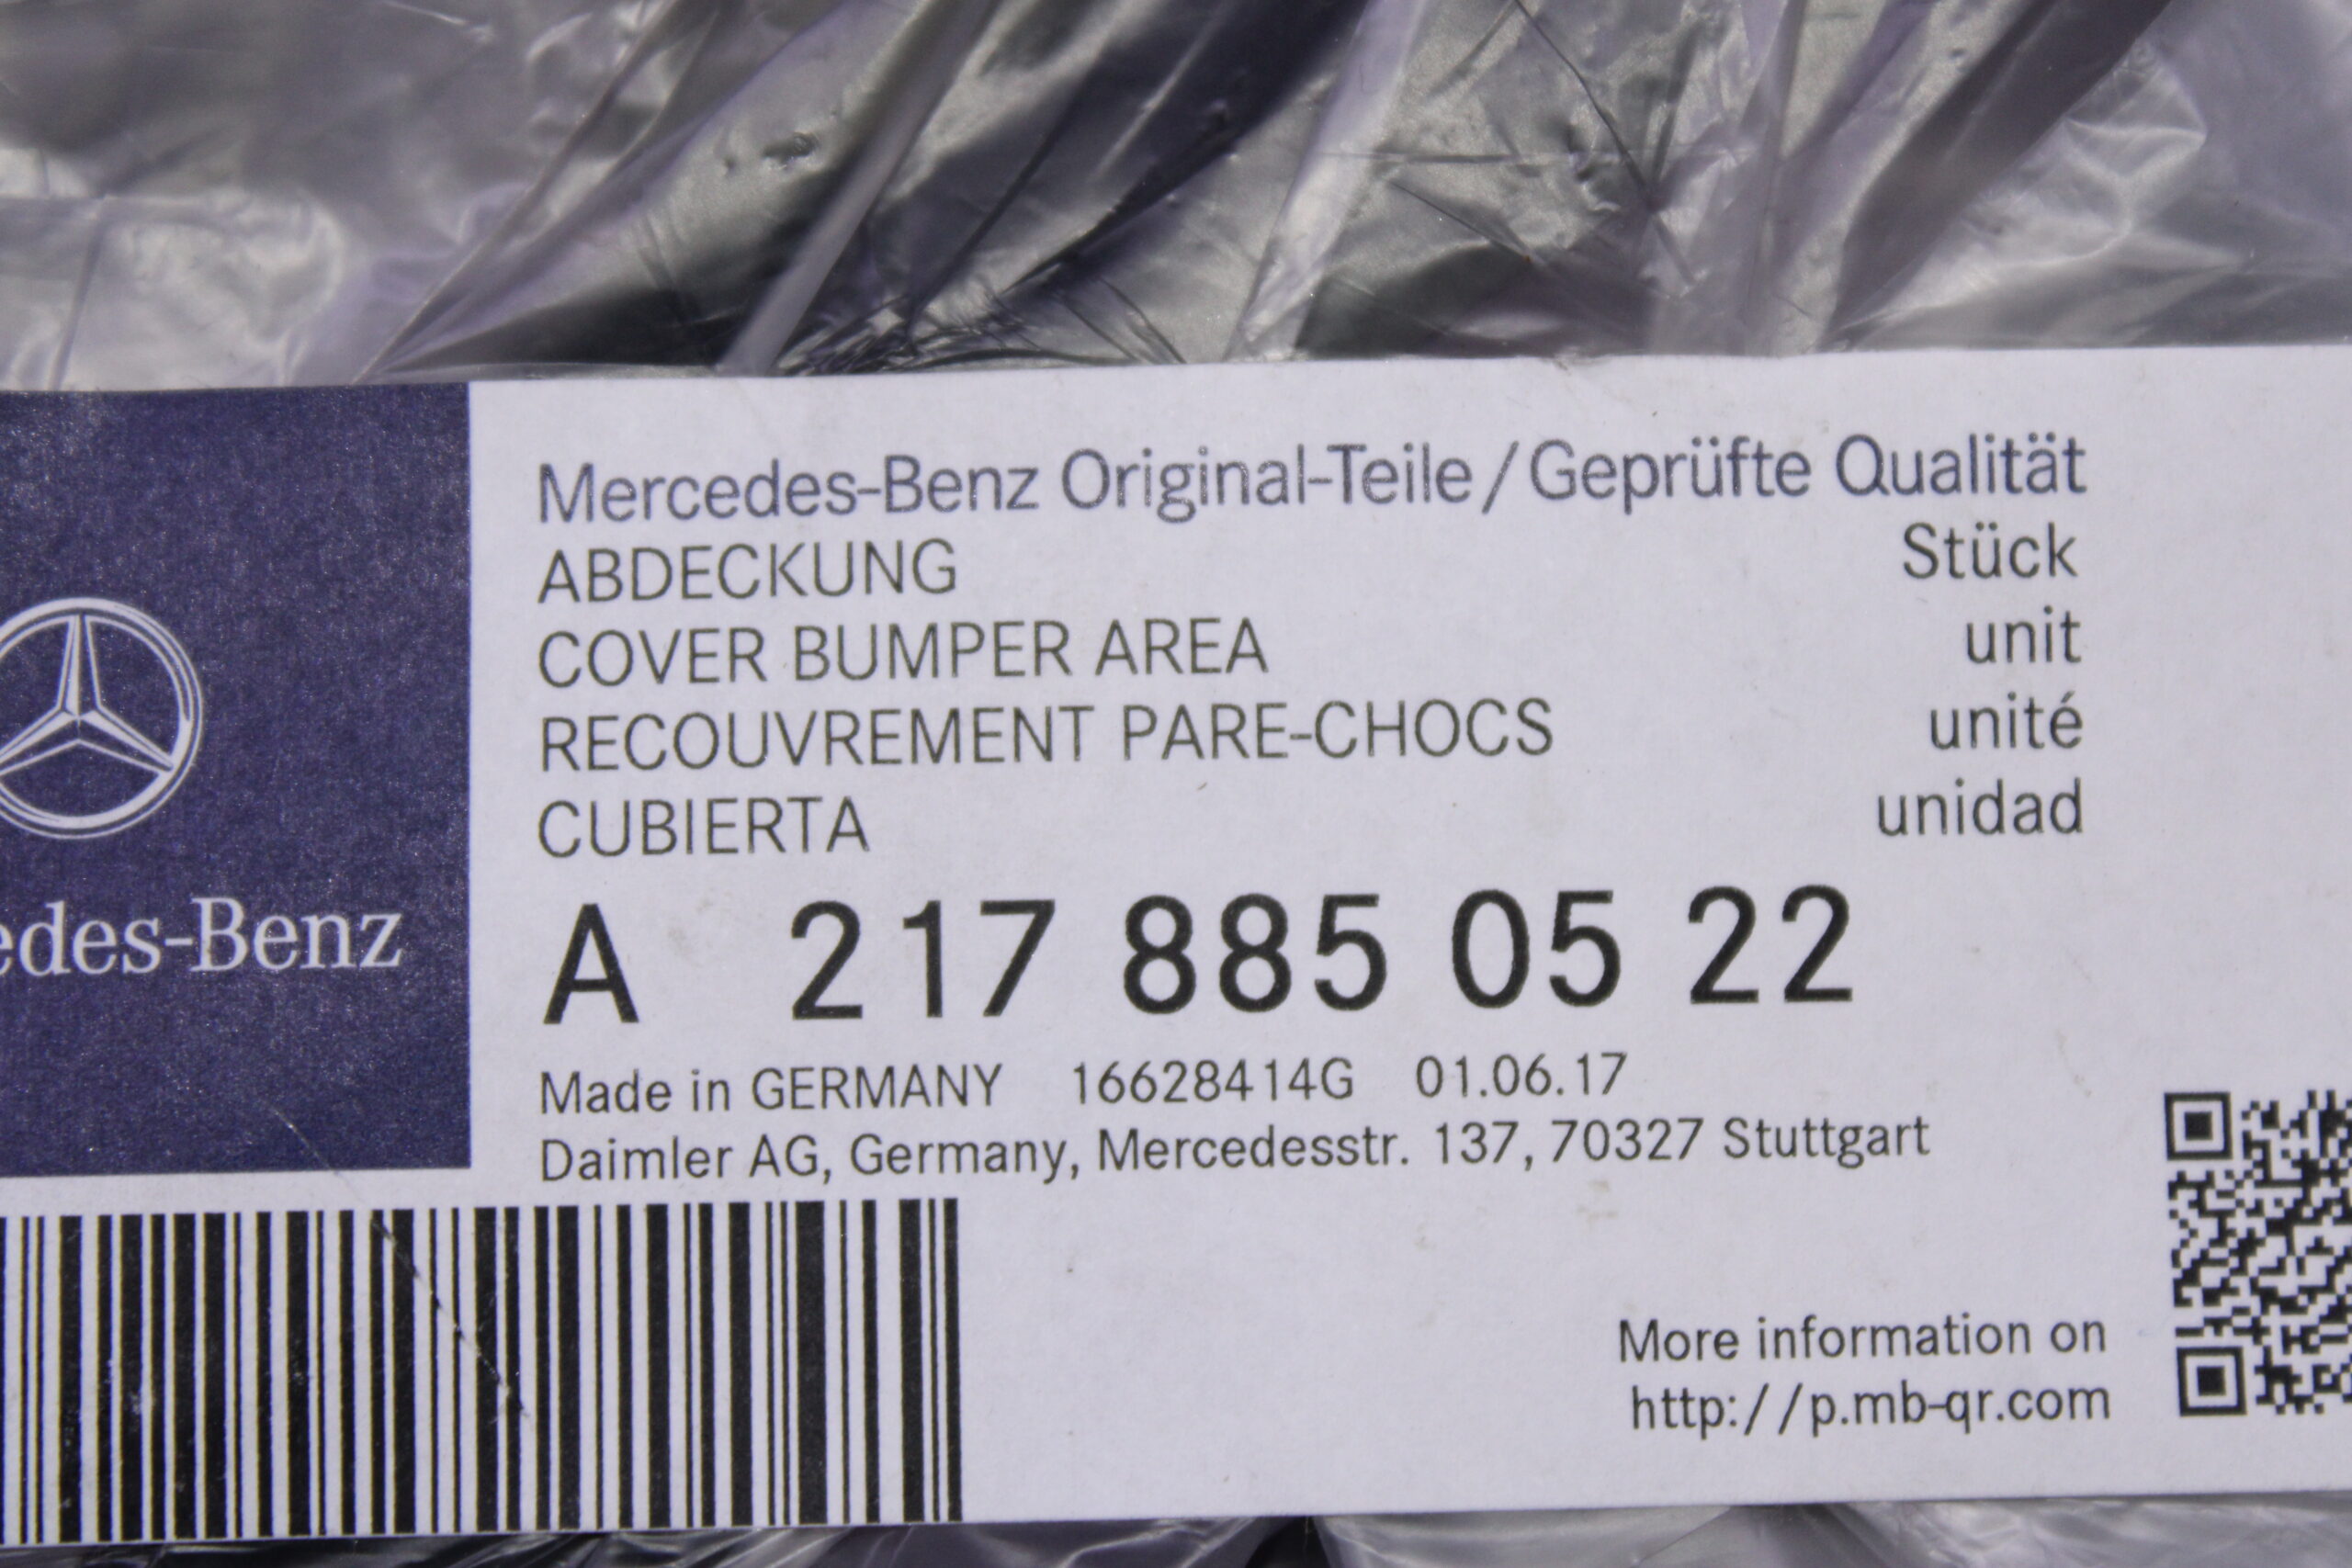 edes-Benz
Mercedes-Benz Original-Teile/Geprüfte Qualität
ABDECKUNG Stück
COVER BUMPER AREA unit
RECOUVREMENT PARE-CHOCS unité
CUBIERTA unidad
A 217 885 05 22
Made in GERMANY 16628414G 01.06.17
Daimler AG, Germany, Mercedesstr. 137, 70327 Stuttgart
More information on
http://p.mb-qr.com